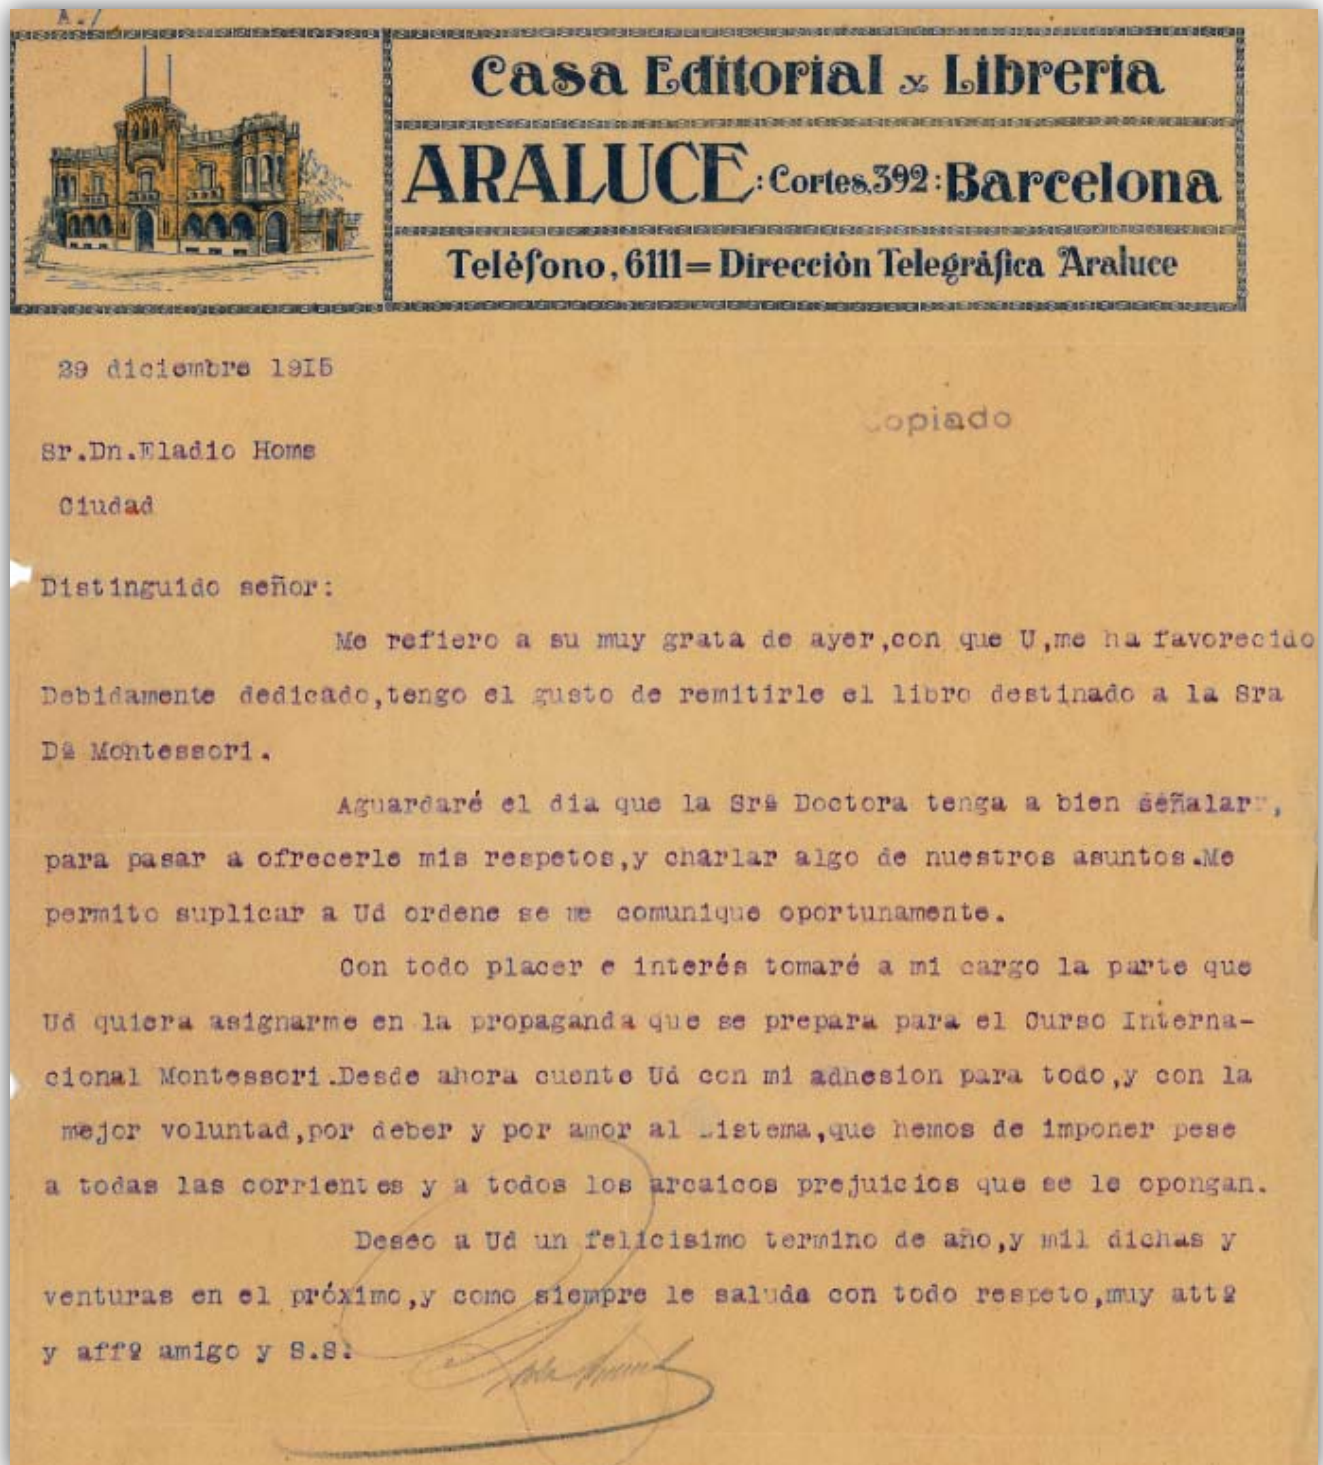 A./
Casa Editorial y Libreria
ARALUCE : Cortes, 392 : Barcelona
Teléfono, 6111 = Dirección Telegráfica Araluce
29 diciembre 19I5
Copiado
Sr.Dn.Eladio Homs
Ciudad
Distinguido señor:
Me refiero a su muy grata de ayer,con que U,me ha favorecido
Debidamente dedicado,tengo el gusto de remitirle el libro destinado a la Sra
Dª Montessori.
Aguardaré el dia que la Srª Doctora tenga a bien señalarr,
para pasar a ofrecerle mis respetos,y charlar algo de nuestros asuntos.Me
permito suplicar a Ud ordene se me comunique oportunamente.
Con todo placer e interés tomaré a mi cargo la parte que
Ud quiera asignarme en la propaganda que se prepara para el Curso Interna-
cional Montessori.Desde ahora cuente Ud con mi adhesion para todo,y con la
mejor voluntad,por deber y por amor al sistema,que hemos de imponer pese
a todas las corrientes y a todos los arcaicos prejuicios que se le opongan.
Deseo a Ud un felicisimo termino de año,y mil dichas y
venturas en el próximo,y como siempre le saluda con todo respeto,muy attº
y affº amigo y S.S.